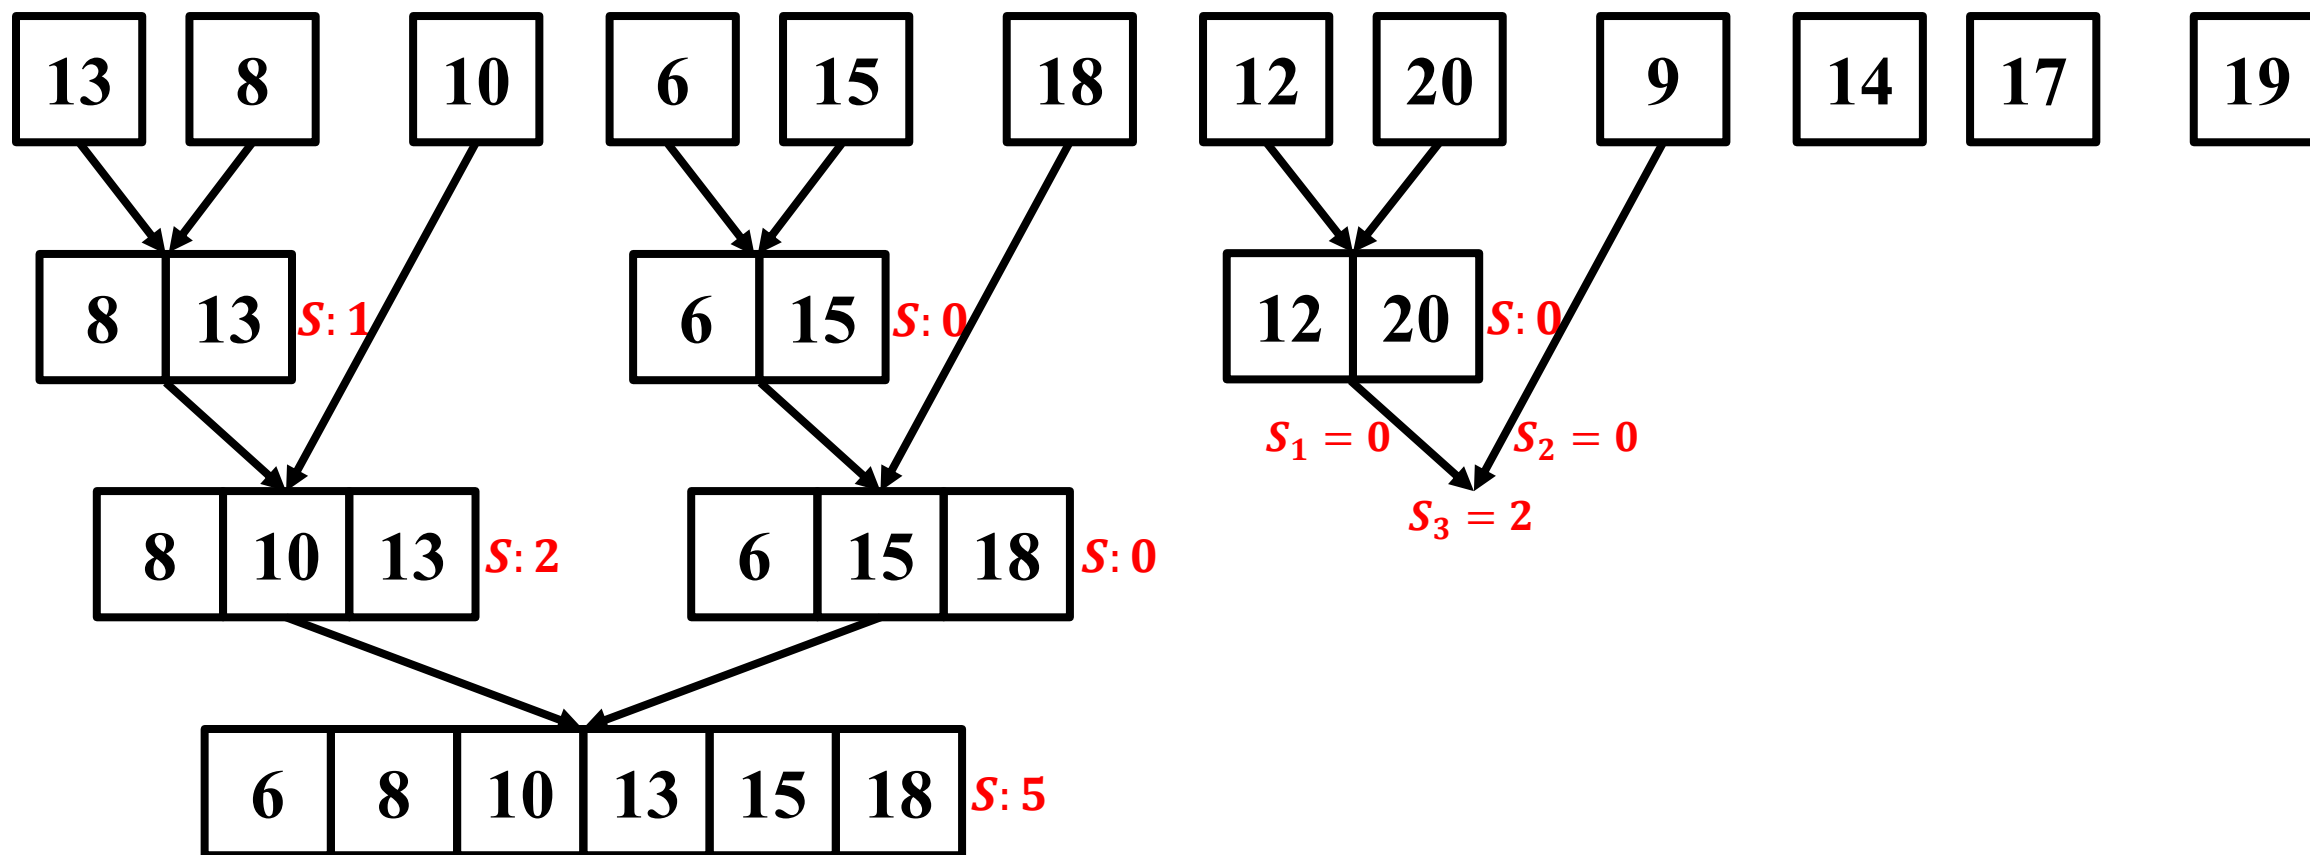 13 8 10 6 15 18 12 20 9 14 17 19
8 13 S: 1 6 15 S: 0 12 20 S: 0
S₁ = 0 S₂ = 0
S₃ = 2
8 10 13 S: 2 6 15 18 S: 0
6 8 10 13 15 18 S: 5